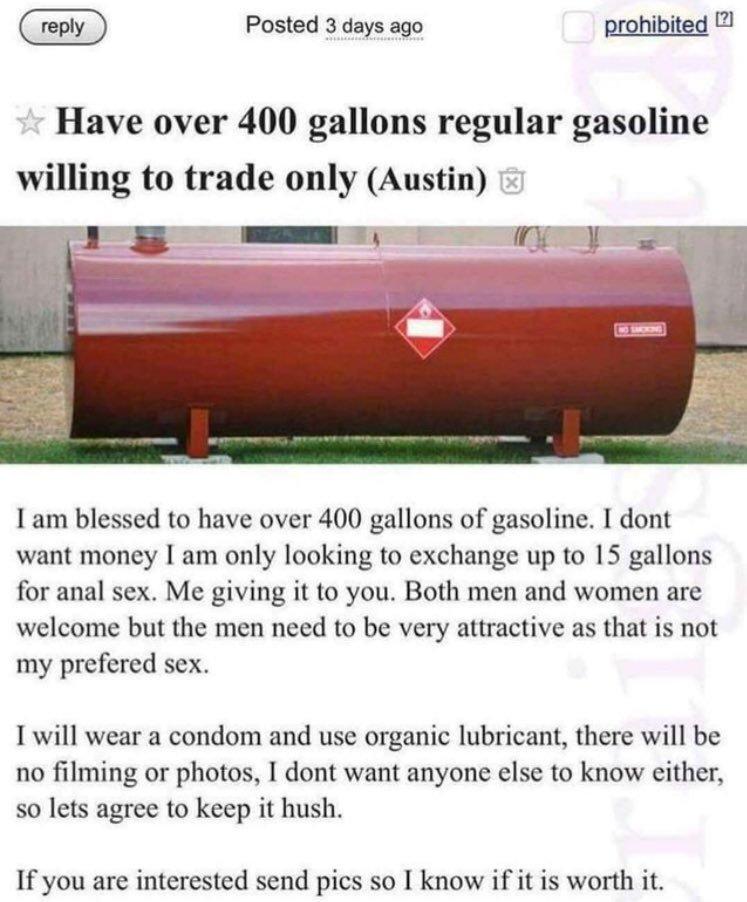 reply Posted 3 days ago prohibited [?]
Have over 400 gallons regular gasoline
willing to trade only (Austin)
NO SMOKING
I am blessed to have over 400 gallons of gasoline. I dont
want money I am only looking to exchange up to 15 gallons
for anal sex. Me giving it to you. Both men and women are
welcome but the men need to be very attractive as that is not
my prefered sex.
I will wear a condom and use organic lubricant, there will be
no filming or photos, I dont want anyone else to know either,
so lets agree to keep it hush.
If you are interested send pics so I know if it is worth it.